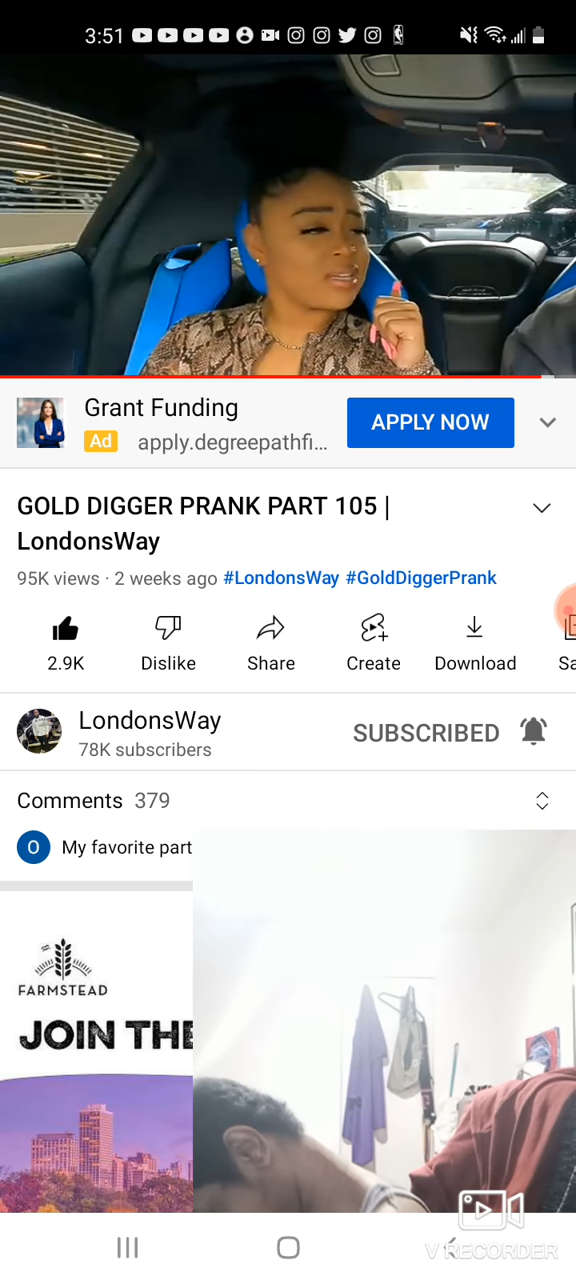 3:51
Grant Funding
APPLY NOW
Ad apply.degreepathfi...
GOLD DIGGER PRANK PART 105 |
LondonsWay
95K views · 2 weeks ago #LondonsWay #GoldDiggerPrank
2.9K Dislike Share Create Download Sa
LondonsWay
78K subscribers
SUBSCRIBED
Comments 379
O My favorite part
FARMSTEAD
JOIN THE
V RECORDER